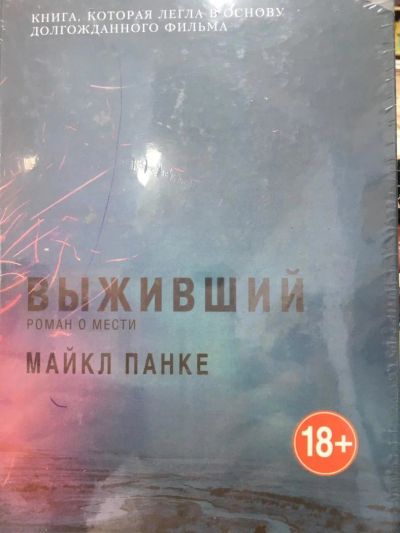 КНИГА, КОТОРАЯ ЛЕГЛА В ОСНОВУ
ДОЛГОЖДАННОГО ФИЛЬМА
ВЫЖИВШИЙ
РОМАН О МЕСТИ
МАЙКЛ ПАНКЕ
18+